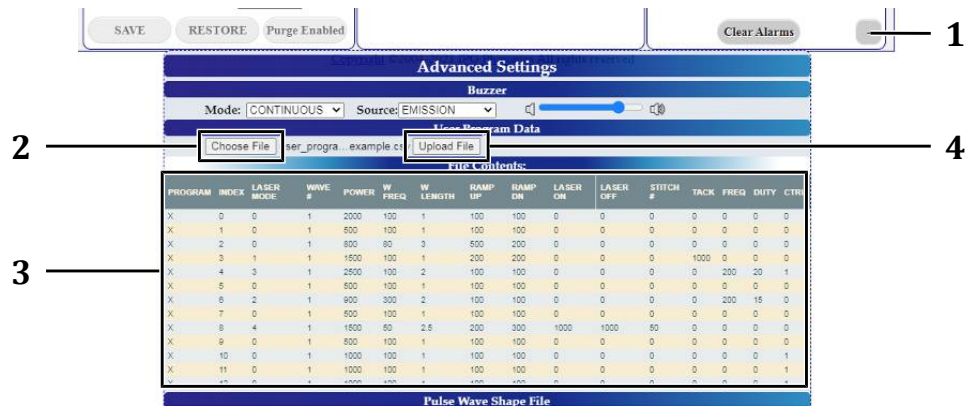 SAVE RESTORE Purge Enabled Clear Alarms 1
Advanced Settings
Buzzer
Mode: CONTINUOUS Source: EMISSION
User Program Data
2 Choose File ser_progra...example.csv Upload File 4
File Contents:
PROGRAM INDEX LASER MODE WAVE # POWER W FREQ W LENGTH RAMP UP RAMP DN LASER ON LASER OFF STITCH # TACK FREQ DUTY CTRL
X 0 0 1 2000 100 1 100 100 0 0 0 0 0 0 0
X 1 0 1 500 100 1 100 100 0 0 0 0 0 0 0
X 2 0 1 800 80 3 500 200 0 0 0 0 0 0 0
X 3 1 1 1500 100 1 200 200 0 0 0 1000 0 0 0
3 X 4 3 1 2500 100 2 100 100 0 0 0 0 200 20 1
X 5 0 1 500 100 1 100 100 0 0 0 0 0 0 0
X 6 2 1 900 300 2 100 100 0 0 0 0 200 15 0
X 7 0 1 500 100 1 100 100 0 0 0 0 0 0 0
X 8 4 1 1500 50 2.5 200 300 1000 1000 50 0 0 0 0
X 9 0 1 500 100 1 100 100 0 0 0 0 0 0 0
X 10 0 1 1000 100 1 100 100 0 0 0 0 0 0 1
X 11 0 1 1000 100 1 100 100 0 0 0 0 0 0 1
Pulse Wave Shape File